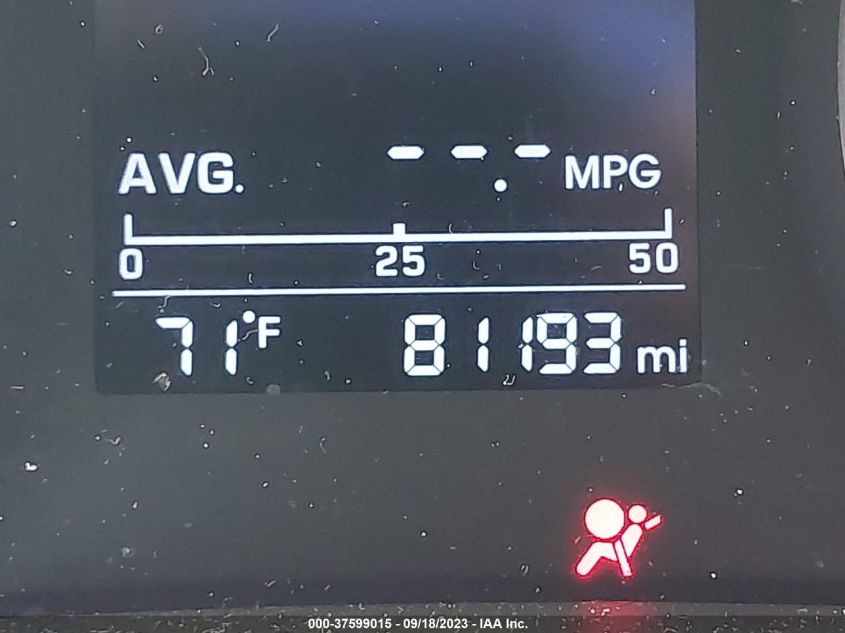 AVG. --.- MPG
0 25 50
71°F 81193 mi
000-37599015 - 09/18/2023 - IAA Inc.